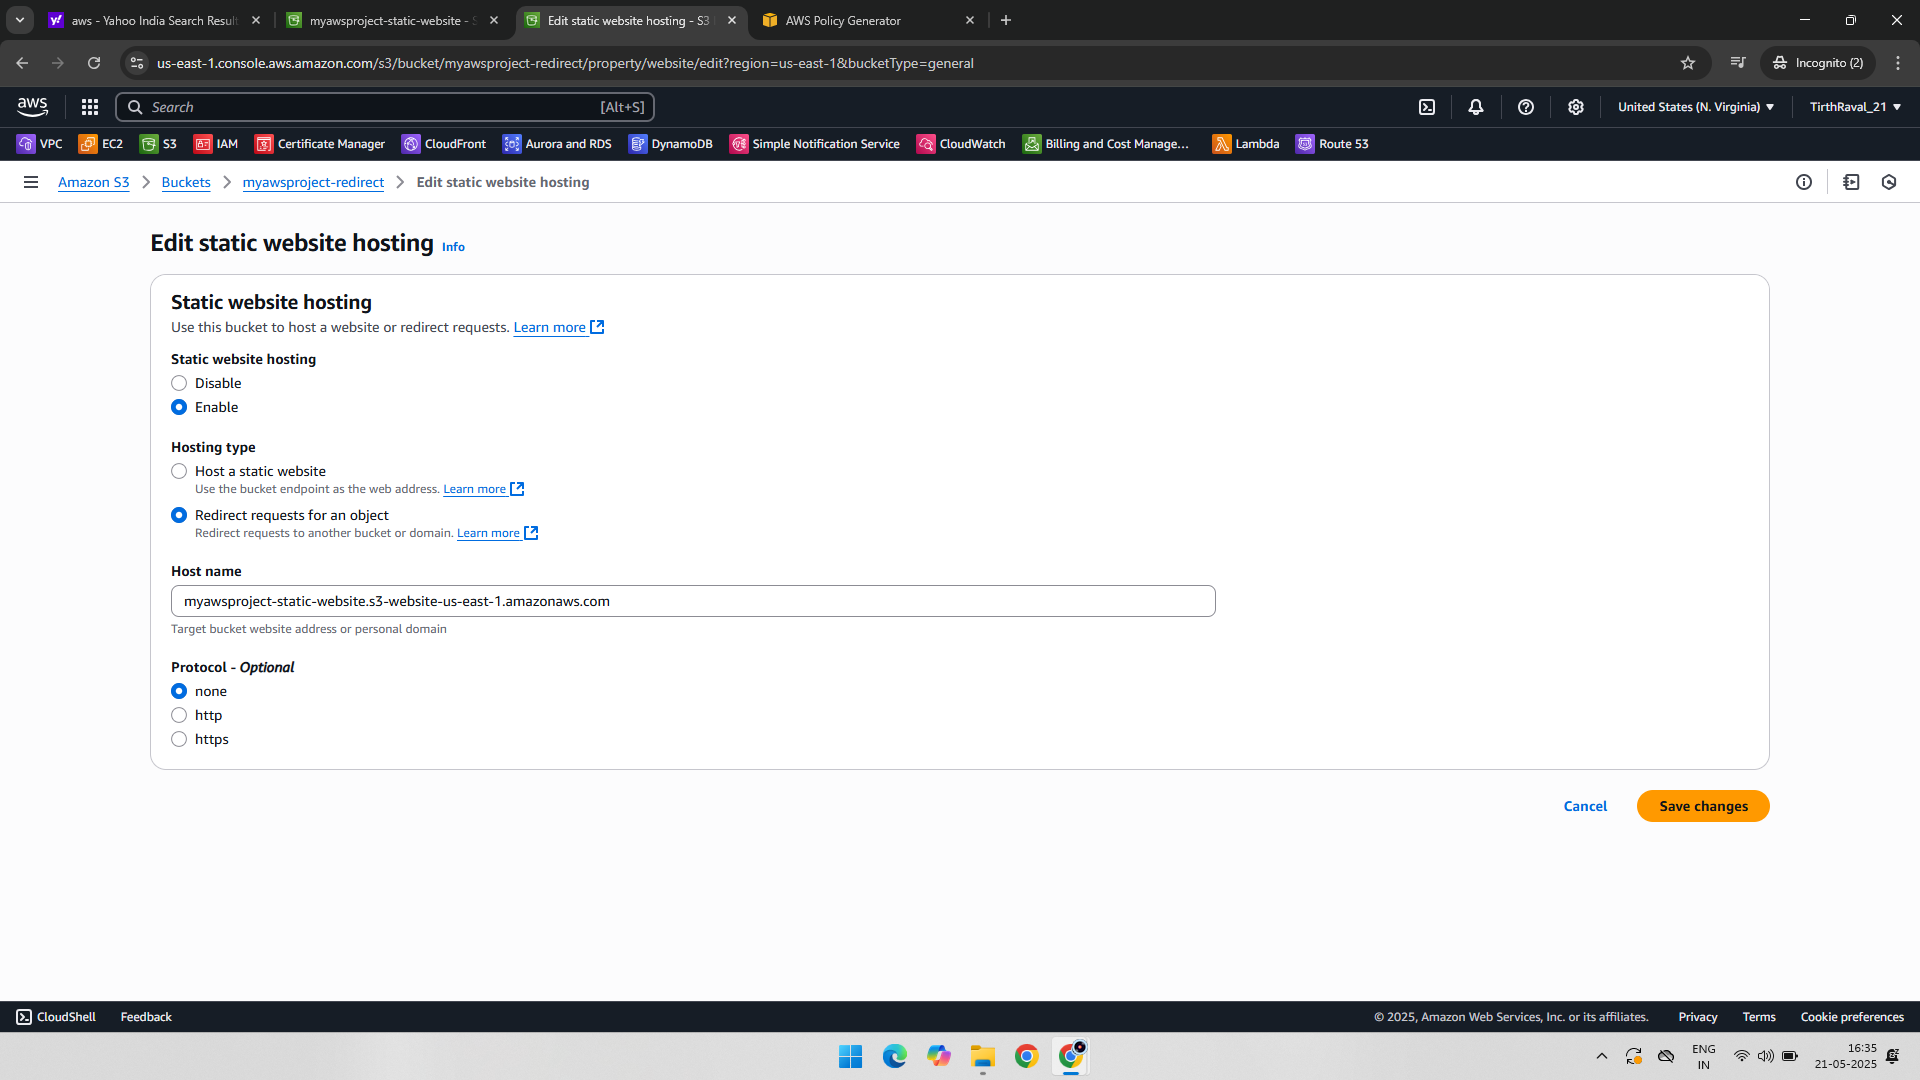 aws - Yahoo India Search Result
myawsproject-static-website - S
Edit static website hosting - S3
AWS Policy Generator
us-east-1.console.aws.amazon.com/s3/bucket/myawsproject-redirect/property/website/edit?region=us-east-1&bucketType=general
Incognito (2)
aws
Search
[Alt+S]
United States (N. Virginia)
TirthRaval_21
VPC
EC2
S3
IAM
Certificate Manager
CloudFront
Aurora and RDS
DynamoDB
Simple Notification Service
CloudWatch
Billing and Cost Manage...
Lambda
Route 53
Amazon S3
Buckets
myawsproject-redirect
Edit static website hosting
Edit static website hosting Info
Static website hosting
Use this bucket to host a website or redirect requests. Learn more
Static website hosting
Disable
Enable
Hosting type
Host a static website
Use the bucket endpoint as the web address. Learn more
Redirect requests for an object
Redirect requests to another bucket or domain. Learn more
Host name
myawsproject-static-website.s3-website-us-east-1.amazonaws.com
Target bucket website address or personal domain
Protocol - Optional
none
http
https
Cancel
Save changes
CloudShell
Feedback
© 2025, Amazon Web Services, Inc. or its affiliates.
Privacy
Terms
Cookie preferences
ENG
IN
16:35
21-05-2025